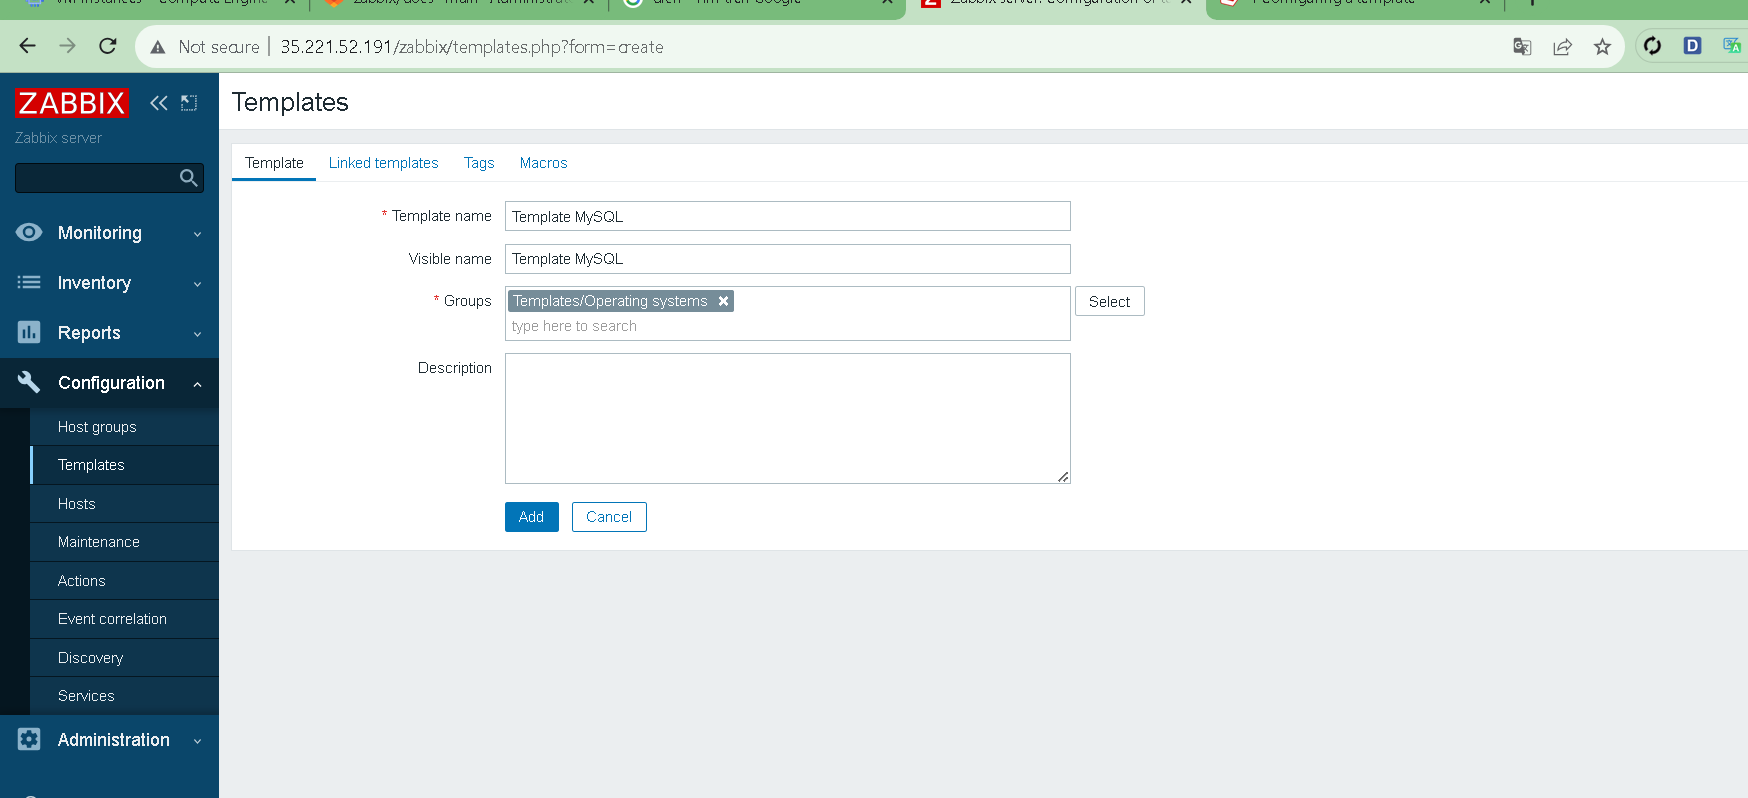 Not secure 35.221.52.191/zabbix/templates.php?form=create
ZABBIX
Zabbix server
Monitoring
Inventory
Reports
Configuration
Host groups
Templates
Hosts
Maintenance
Actions
Event correlation
Discovery
Services
Administration
Templates
Template Linked templates Tags Macros
* Template name Template MySQL
Visible name Template MySQL
* Groups Templates/Operating systems Select
type here to search
Description
Add Cancel